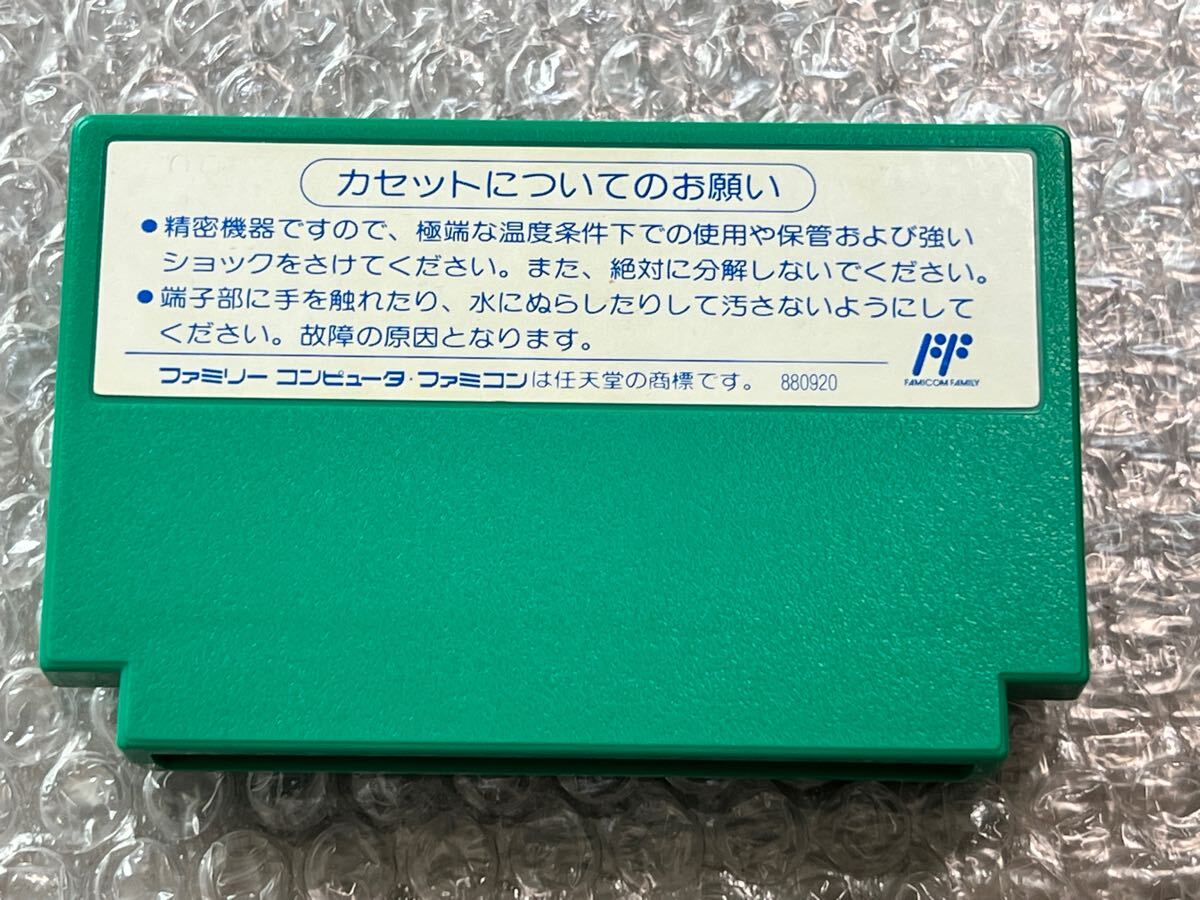 カセットについてのお願い
●精密機器ですので、極端な温度条件下での使用や保管および強い
ショックをさけてください。また、絶対に分解しないでください。
●端子部に手を触れたり、水にぬらしたりして汚さないようにして
ください。故障の原因となります。
FF
FAMICOM FAMILY
ファミリー コンピュータ・ファミコンは任天堂の商標です。 880920